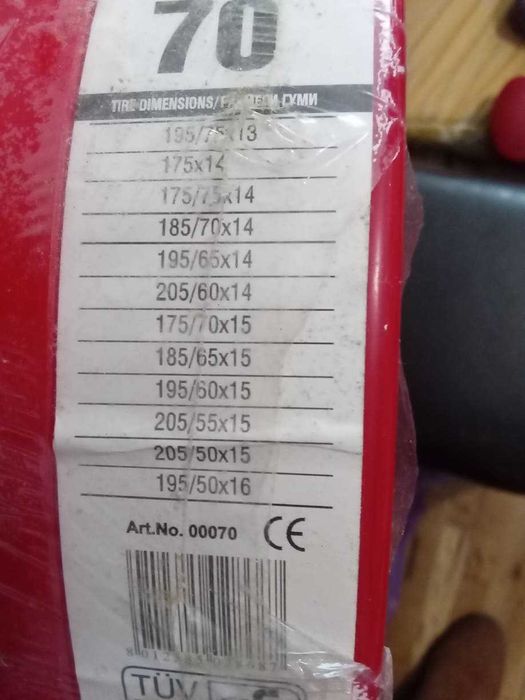 70
TIRE DIMENSIONS/ ГУМИ
195/75x13
175x14
175/75x14
185/70x14
195/65x14
205/60x14
175/70x15
185/65x15
195/60x15
205/55x15
205/50x15
195/50x16
Art.No. 00070 CE
TÜV